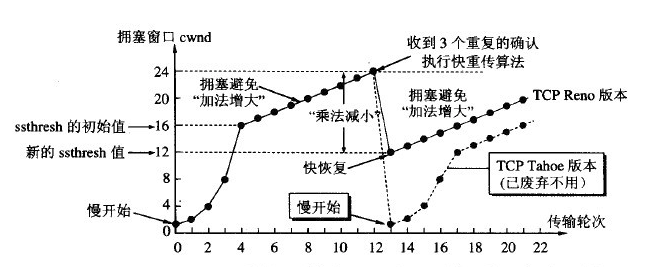 拥塞窗口 cwnd
收到 3 个重复的确认
执行快重传算法
24
拥塞避免
“加法增大”
20
“乘法减小”
拥塞避免
“加法增大”
TCP Reno 版本
ssthresh 的初始值
16
新的 ssthresh 值
12
快恢复
TCP Tahoe 版本
(已废弃不用)
8
慢开始
4
慢开始
传输轮次
0
0 2 4 6 8 10 12 14 16 18 20 22